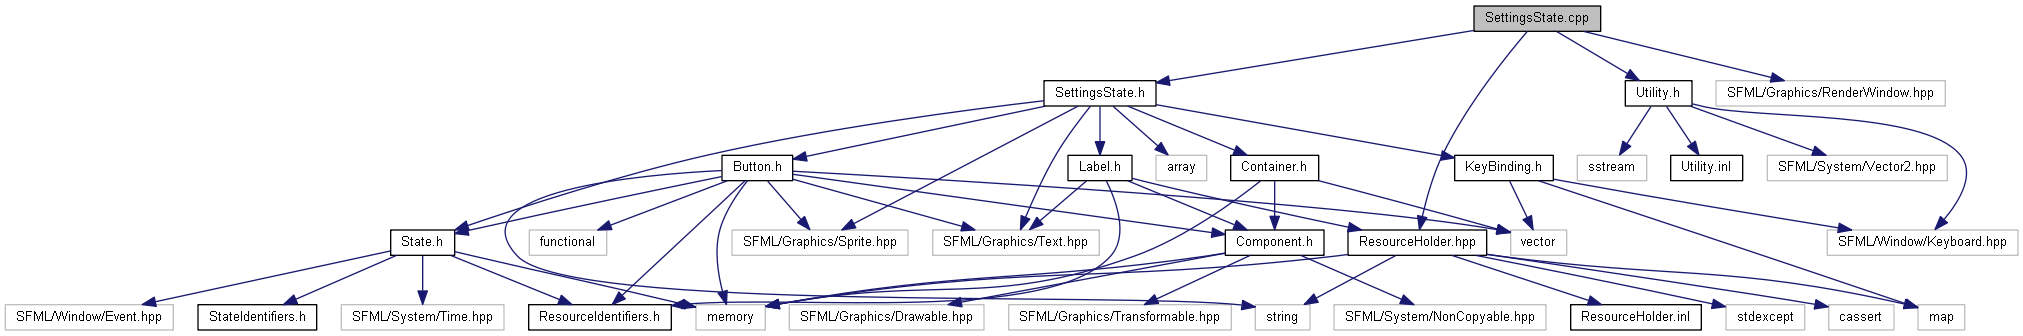 SettingsState.cpp
SettingsState.h
Utility.h
SFML/Graphics/RenderWindow.hpp
Button.h
Label.h
array
Container.h
KeyBinding.h
sstream
Utility.inl
SFML/System/Vector2.hpp
State.h
functional
SFML/Graphics/Sprite.hpp
SFML/Graphics/Text.hpp
Component.h
ResourceHolder.hpp
vector
SFML/Window/Keyboard.hpp
SFML/Window/Event.hpp
StateIdentifiers.h
SFML/System/Time.hpp
ResourceIdentifiers.h
memory
SFML/Graphics/Drawable.hpp
SFML/Graphics/Transformable.hpp
string
SFML/System/NonCopyable.hpp
ResourceHolder.inl
stdexcept
cassert
map